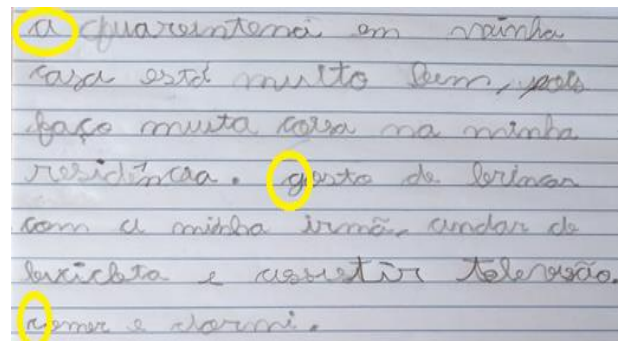 a quarentena em minha
casa está muito bem, pois
faço muita coisa na minha
residência. gosto de brincar
com a minha irmã, andar de
bicicleta e assistir televisão.
comer e dormi.